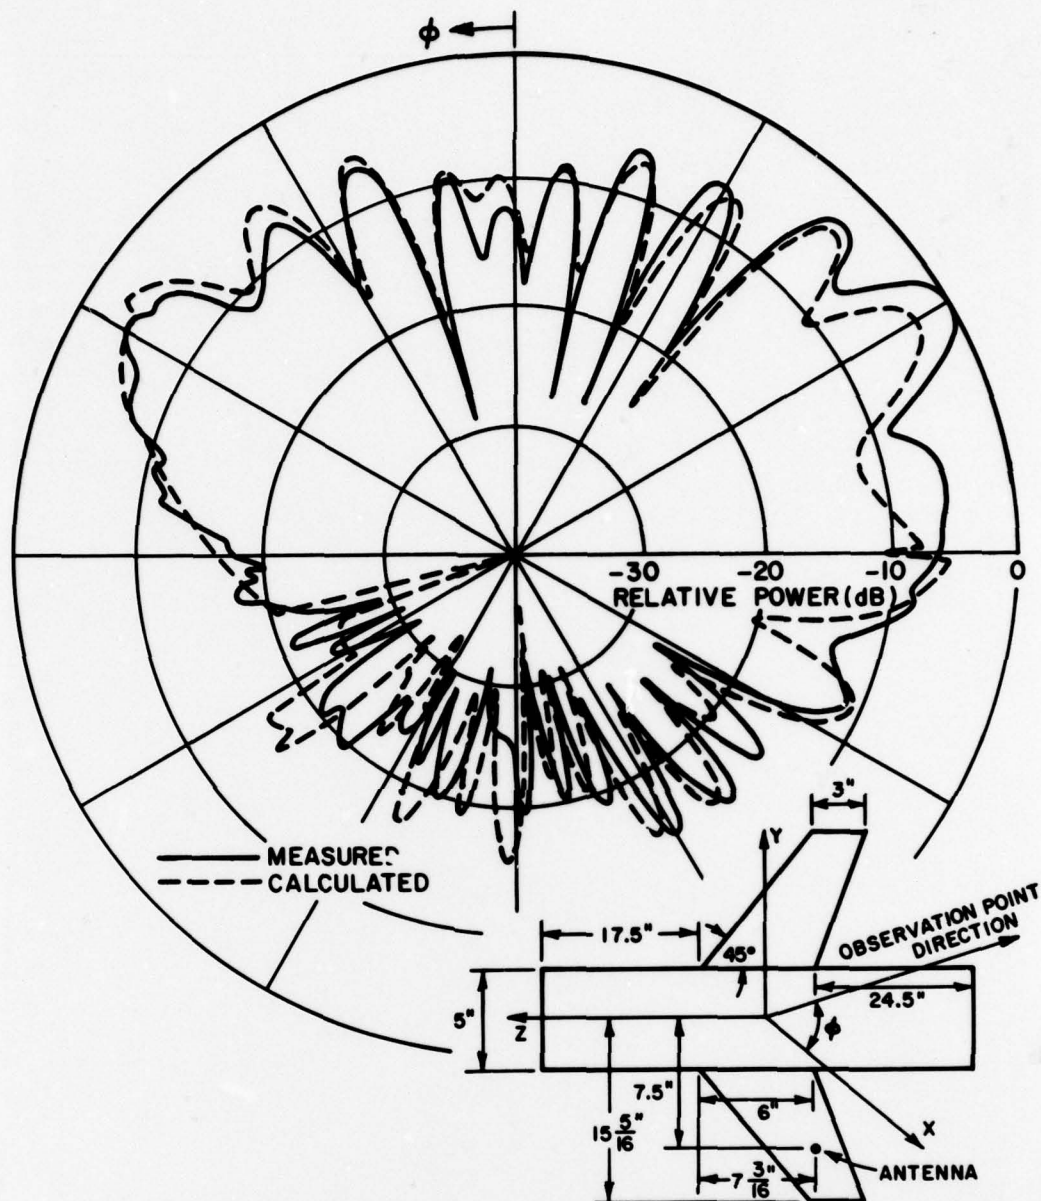 ϕ
-30 -20 -10 0
RELATIVE POWER (dB)
MEASURED
CALCULATED
3"
Y
OBSERVATION POINT
DIRECTION
17.5"
45°
24.5"
5"
Z
ϕ
7.5"
6"
15 5/16"
X
7 3/16"
ANTENNA